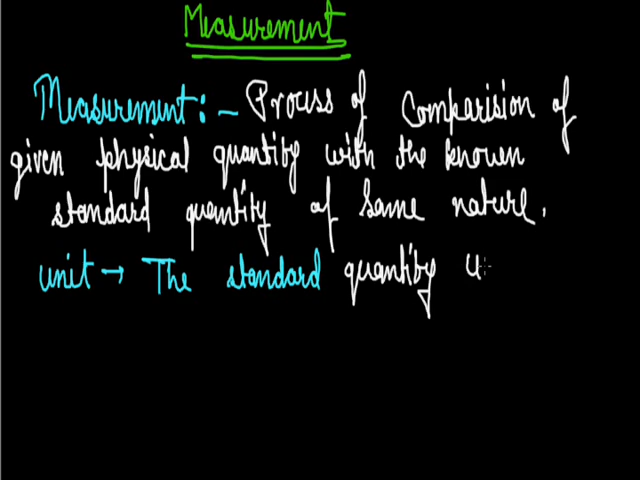 Measurement
Measurement:- Process of Comparision of
given physical quantity with the known
standard quantity of same nature.
unit → The standard quantity u